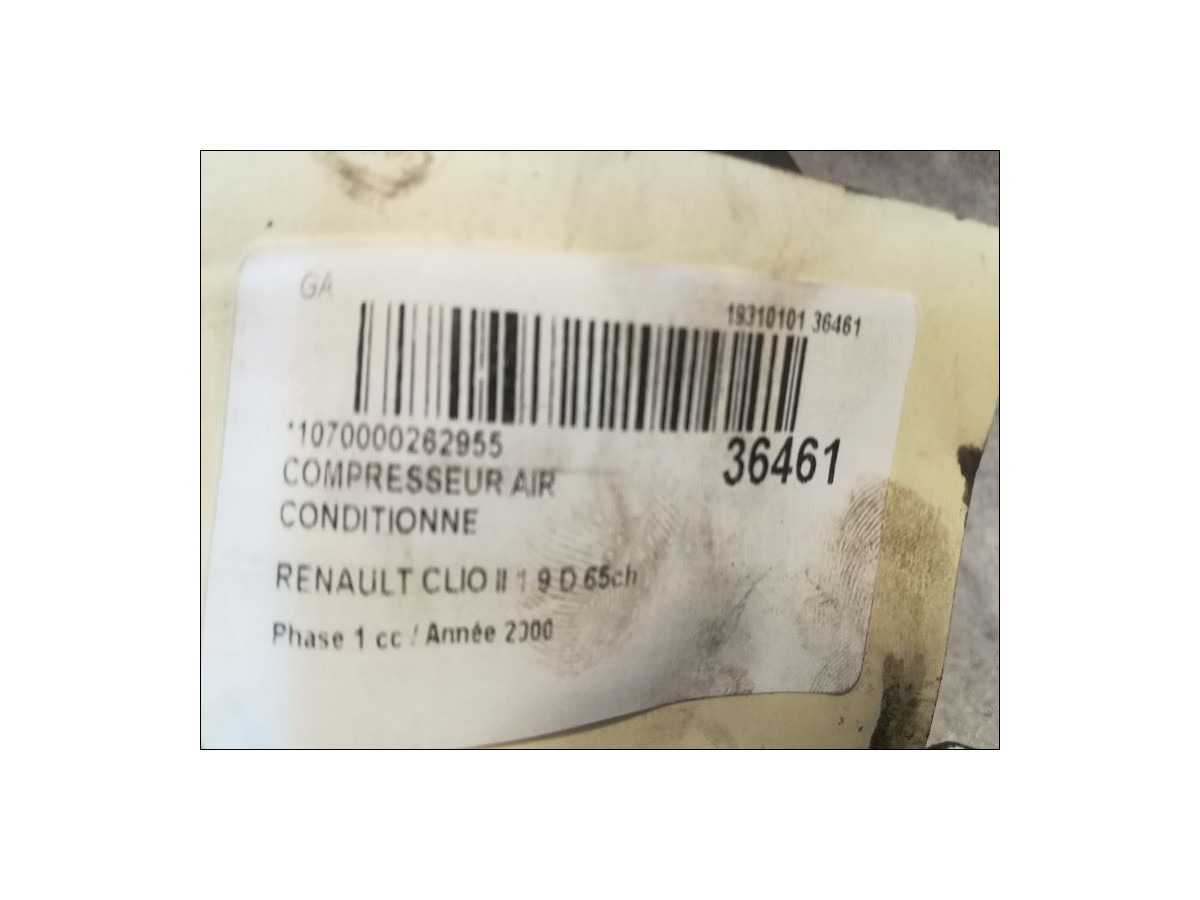 GA
19310101 36461
*1070000262955
36461
COMPRESSEUR AIR
CONDITIONNE
RENAULT CLIO II 1 9 D 65ch
Phase 1 cc / Année 2000